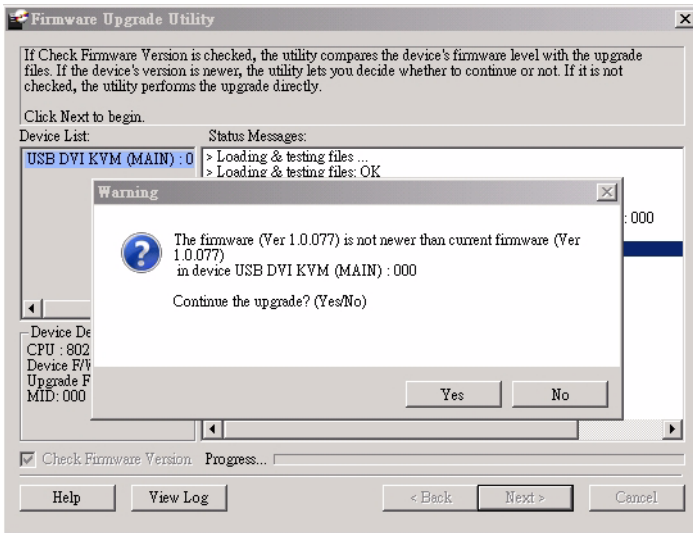 Firmware Upgrade Utility
If Check Firmware Version is checked, the utility compares the device's firmware level with the upgrade
files. If the device's version is newer, the utility lets you decide whether to continue or not. If it is not
checked, the utility performs the upgrade directly.
Click Next to begin.
Device List:
Status Messages:
USB DVI KVM (MAIN) : 0
> Loading & testing files ...
> Loading & testing files: OK
: 000
Warning
The firmware (Ver 1.0.077) is not newer than current firmware (Ver
1.0.077)
in device USB DVI KVM (MAIN) : 000
Continue the upgrade? (Yes/No)
Yes
No
Device De
CPU : 802
Device F/
Upgrade F
MID: 000
Check Firmware Version
Progress...
Help
View Log
< Back
Next >
Cancel